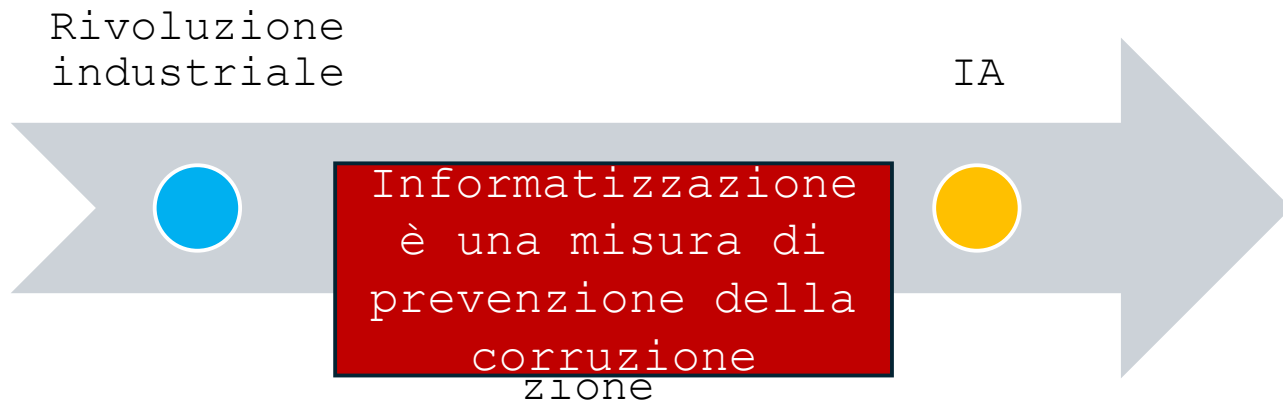 Rivoluzione
industriale
IA
Informatizzazione
è una misura di
prevenzione della
corruzione
zione